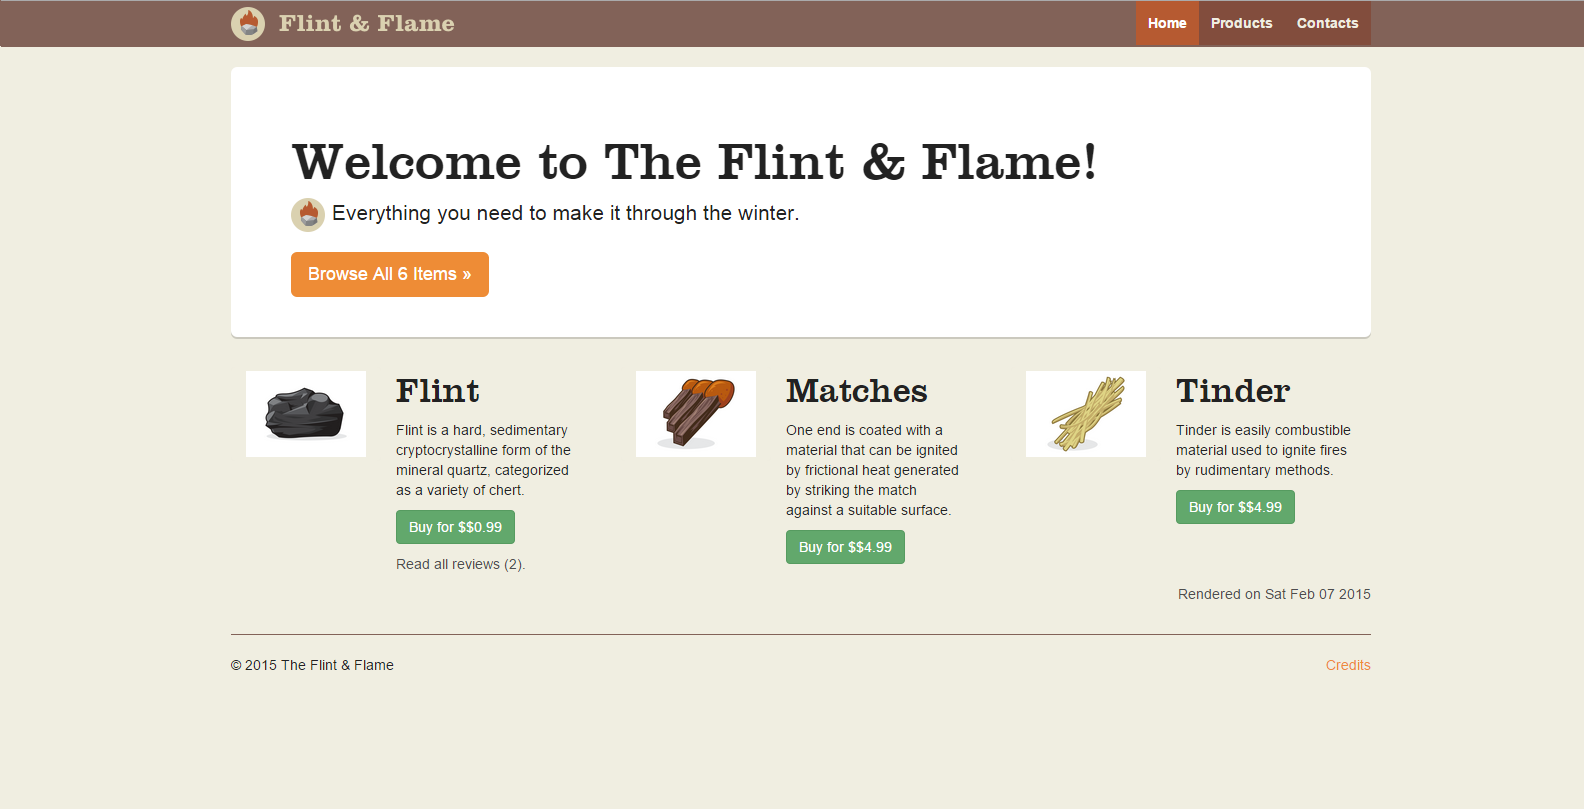 Flint & Flame
Home Products Contacts
Welcome to The Flint & Flame!
Everything you need to make it through the winter.
Browse All 6 Items »
Flint
Flint is a hard, sedimentary
cryptocrystalline form of the
mineral quartz, categorized
as a variety of chert.
Buy for $$0.99
Read all reviews (2).
Matches
One end is coated with a
material that can be ignited
by frictional heat generated
by striking the match
against a suitable surface.
Buy for $$4.99
Tinder
Tinder is easily combustible
material used to ignite fires
by rudimentary methods.
Buy for $$4.99
Rendered on Sat Feb 07 2015
© 2015 The Flint & Flame
Credits